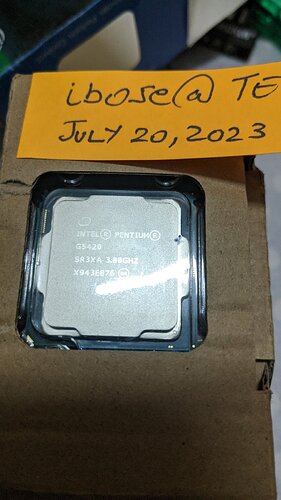 ibose@ TE
JULY 20, 2023
INTEL® PENTIUM®
G5420
SR3XA 3.80GHZ
X943E876